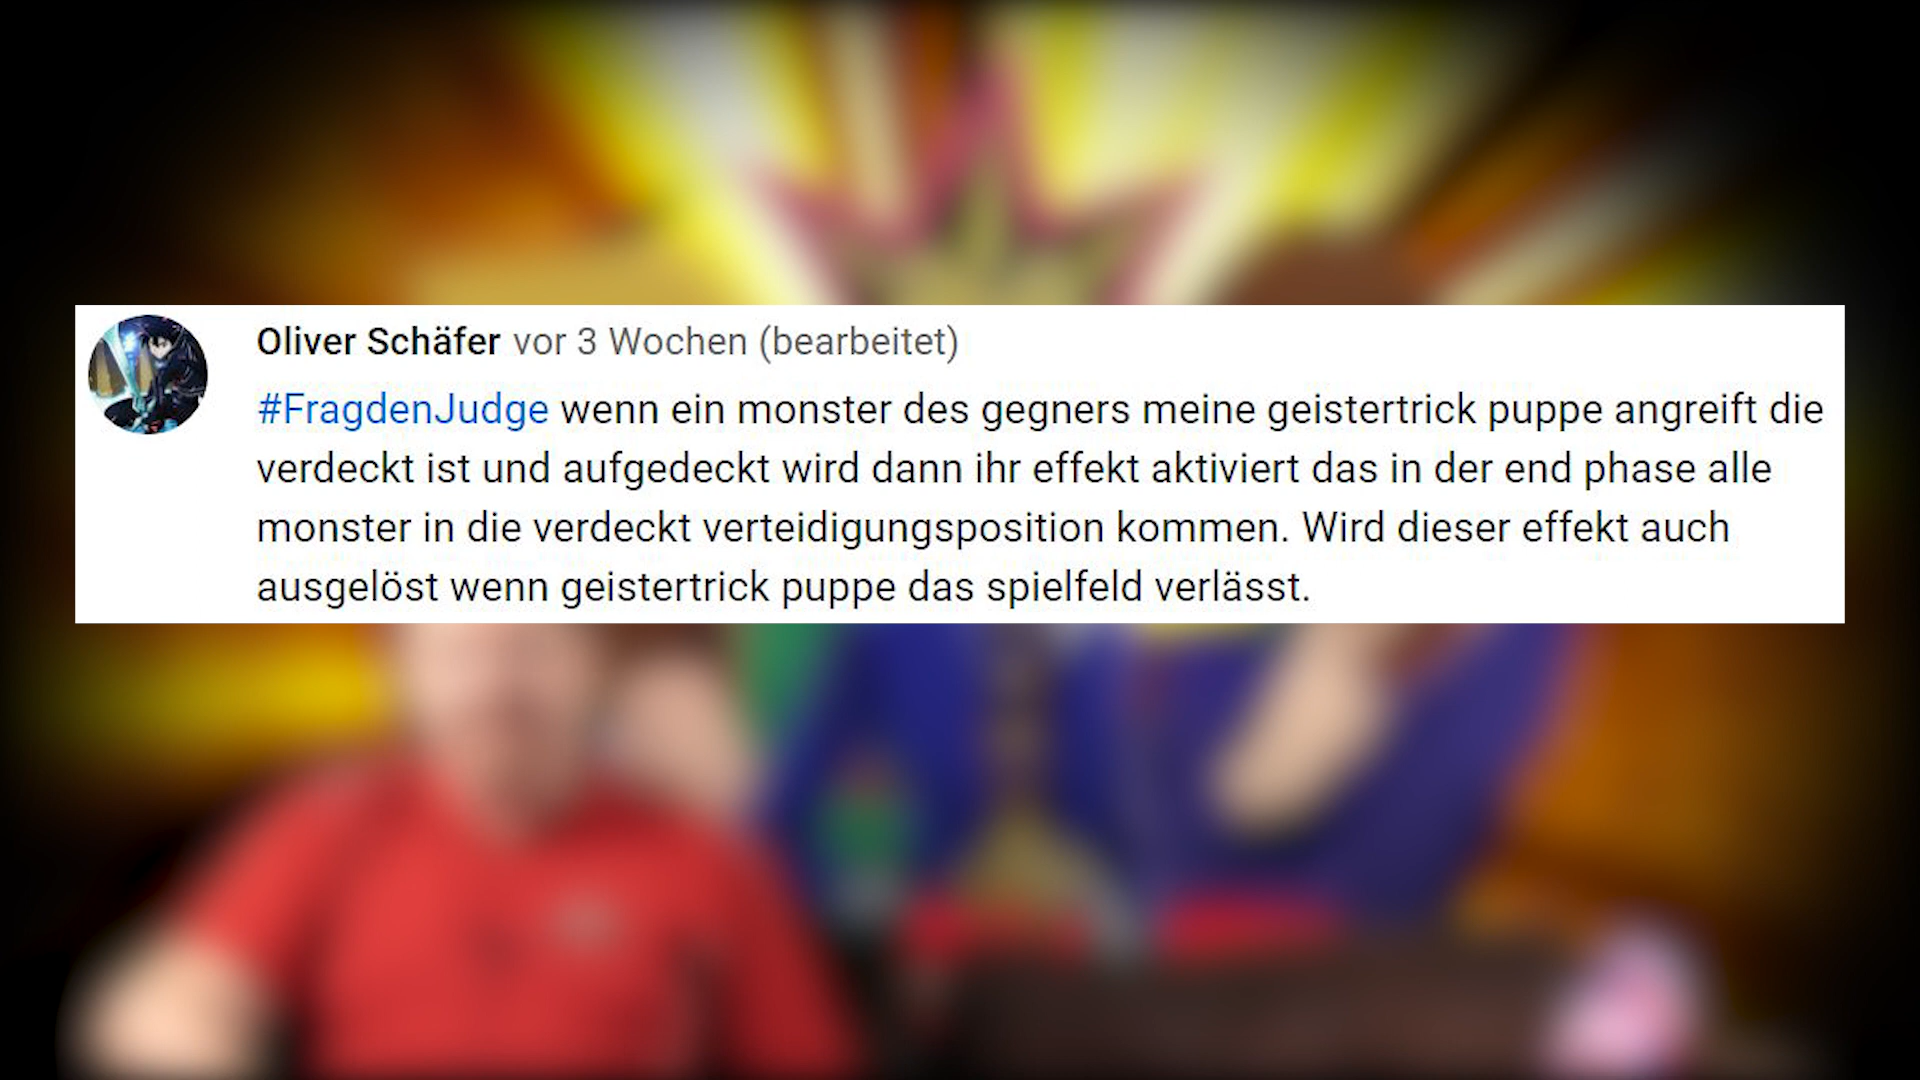 Oliver Schäfer vor 3 Wochen (bearbeitet)
#FragdenJudge wenn ein monster des gegners meine geistertrick puppe angreift die
verdeckt ist und aufgedeckt wird dann ihr effekt aktiviert das in der end phase alle
monster in die verdeckt verteidigungsposition kommen. Wird dieser effekt auch
ausgelöst wenn geistertrick puppe das spielfeld verlässt.